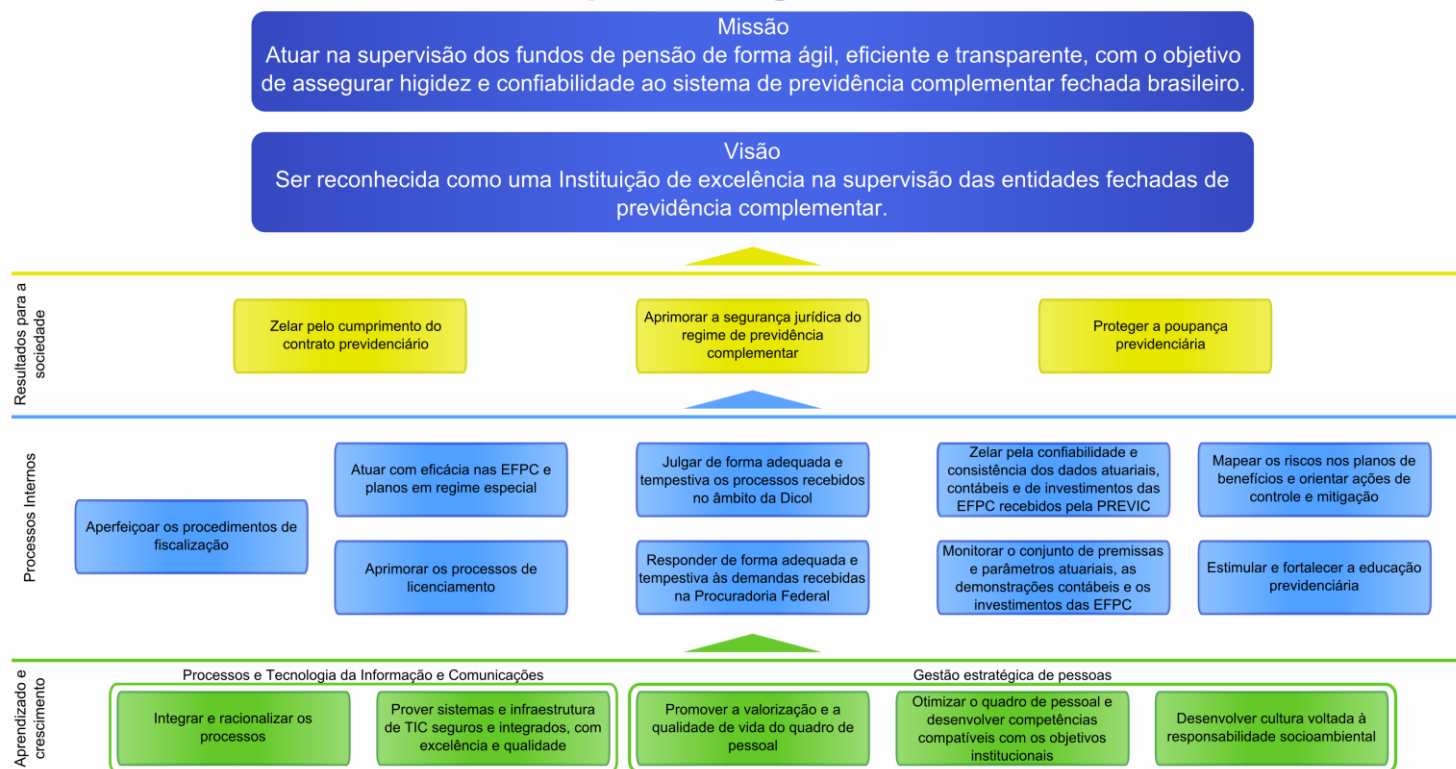 Missão
Atuar na supervisão dos fundos de pensão de forma ágil, eficiente e transparente, com o objetivo
de assegurar higidez e confiabilidade ao sistema de previdência complementar fechada brasileiro.
Visão
Ser reconhecida como uma Instituição de excelência na supervisão das entidades fechadas de
previdência complementar.
Resultados para a
sociedade
Zelar pelo cumprimento do
contrato previdenciário
Aprimorar a segurança jurídica do
regime de previdência
complementar
Proteger a poupança
previdenciária
Processos Internos
Aperfeiçoar os procedimentos de
fiscalização
Atuar com eficácia nas EFPC e
planos em regime especial
Aprimorar os processos de
licenciamento
Julgar de forma adequada e
tempestiva os processos recebidos
no âmbito da Dicol
Responder de forma adequada e
tempestiva às demandas recebidas
na Procuradoria Federal
Zelar pela confiabilidade e
consistência dos dados atuariais,
contábeis e de investimentos das
EFPC recebidos pela PREVIC
Monitorar o conjunto de premissas
e parâmetros atuariais, as
demonstrações contábeis e os
investimentos das EFPC
Mapear os riscos nos planos de
benefícios e orientar ações de
controle e mitigação
Estimular e fortalecer a educação
previdenciária
Aprendizado e
crescimento
Processos e Tecnologia da Informação e Comunicações
Integrar e racionalizar os
processos
Prover sistemas e infraestrutura
de TIC seguros e integrados, com
excelência e qualidade
Gestão estratégica de pessoas
Promover a valorização e a
qualidade de vida do quadro de
pessoal
Otimizar o quadro de pessoal e
desenvolver competências
compatíveis com os objetivos
institucionais
Desenvolver cultura voltada à
responsabilidade socioambiental